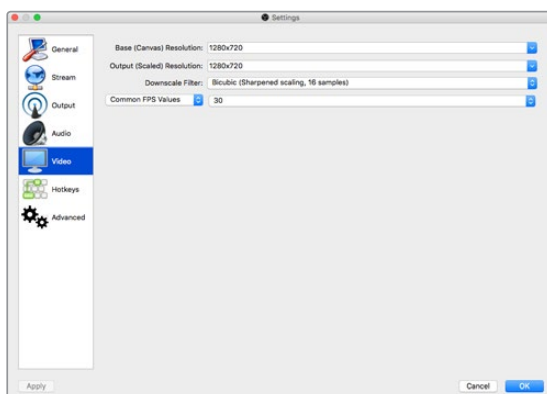 Settings
General
Stream
Output
Audio
Video
Hotkeys
Advanced
Base (Canvas) Resolution: 1280x720
Output (Scaled) Resolution: 1280x720
Downscale Filter: Bicubic (Sharpened scaling, 16 samples)
Common FPS Values 30
Apply Cancel OK